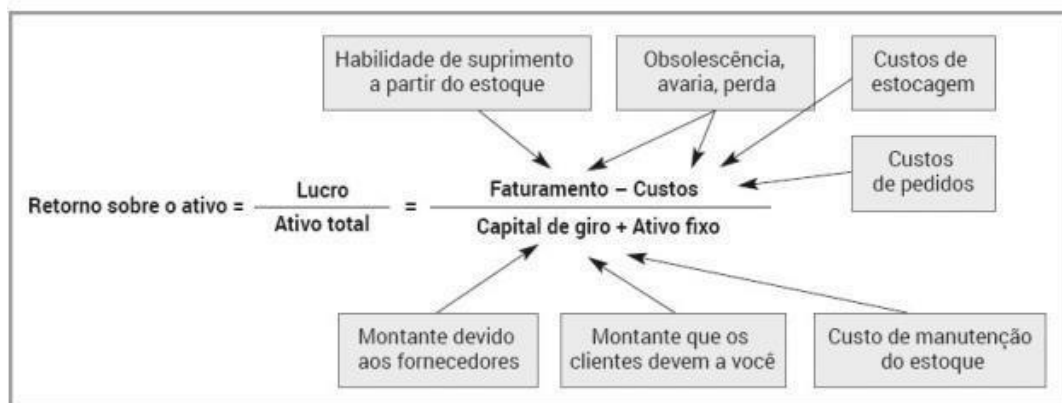 Habilidade de suprimento
a partir do estoque
Obsolescência,
avaria, perda
Custos de
estocagem
Custos
de pedidos
Retorno sobre o ativo = Lucro = Faturamento – Custos
Ativo total Capital de giro + Ativo fixo
Montante devido
aos fornecedores
Montante que os
clientes devem a você
Custo de manutenção
do estoque